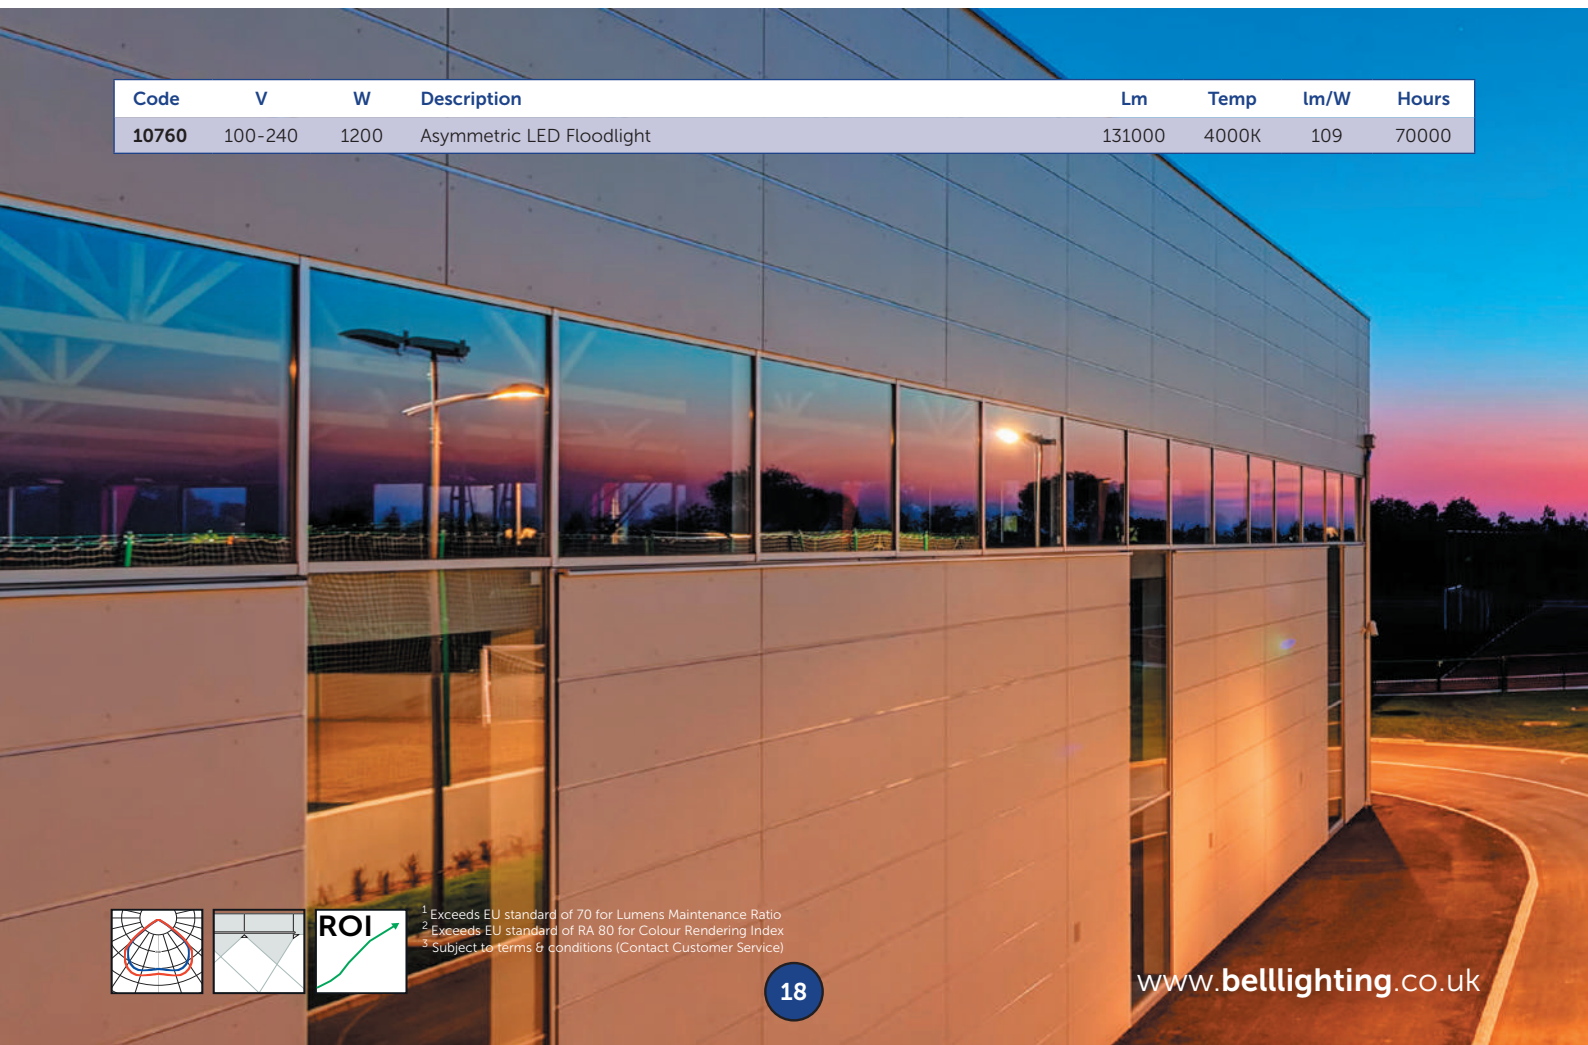 Code V W Description Lm Temp lm/W Hours
10760 100-240 1200 Asymmetric LED Floodlight 131000 4000K 109 70000
ROI
1 Exceeds EU standard of 70 for Lumens Maintenance Ratio
2 Exceeds EU standard of RA 80 for Colour Rendering Index
3 Subject to terms & conditions (Contact Customer Service)
18
www.belllighting.co.uk